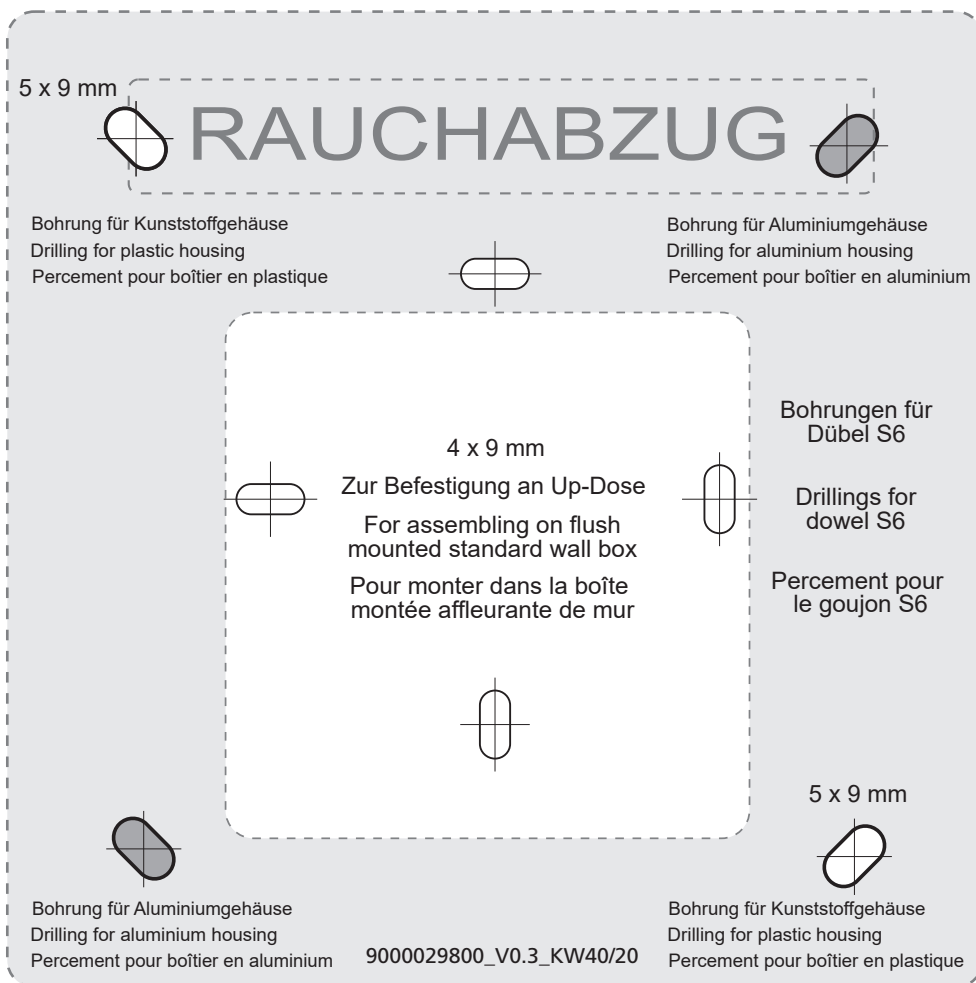 5 x 9 mm
RAUCHABZUG
Bohrung für Kunststoffgehäuse
Drilling for plastic housing
Percement pour boîtier en plastique
Bohrung für Aluminiumgehäuse
Drilling for aluminium housing
Percement pour boîtier en aluminium
4 x 9 mm
Zur Befestigung an Up-Dose
For assembling on flush
mounted standard wall box
Pour monter dans la boîte
montée affleurante de mur
Bohrungen für
Dübel S6
Drillings for
dowel S6
Percement pour
le goujon S6
5 x 9 mm
Bohrung für Aluminiumgehäuse
Drilling for aluminium housing
Percement pour boîtier en aluminium
9000029800_V0.3_KW40/20
Bohrung für Kunststoffgehäuse
Drilling for plastic housing
Percement pour boîtier en plastique